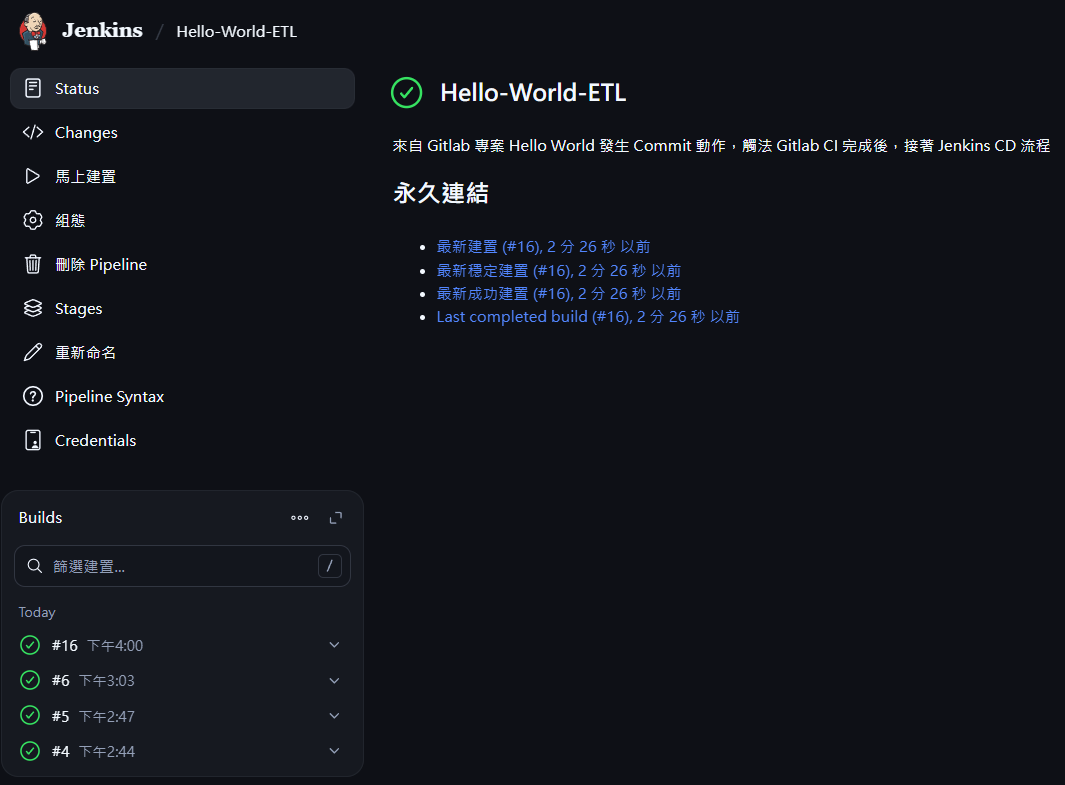 Jenkins / Hello-World-ETL
Status
Changes
馬上建置
組態
刪除 Pipeline
Stages
重新命名
Pipeline Syntax
Credentials
Hello-World-ETL
來自 Gitlab 專案 Hello World 發生 Commit 動作，觸法 Gitlab CI 完成後，接著 Jenkins CD 流程
永久連結
最新建置 (#16), 2 分 26 秒 以前
最新穩定建置 (#16), 2 分 26 秒 以前
最新成功建置 (#16), 2 分 26 秒 以前
Last completed build (#16), 2 分 26 秒 以前
Builds
篩選建置... /
Today
#16 下午4:00
#6 下午3:03
#5 下午2:47
#4 下午2:44